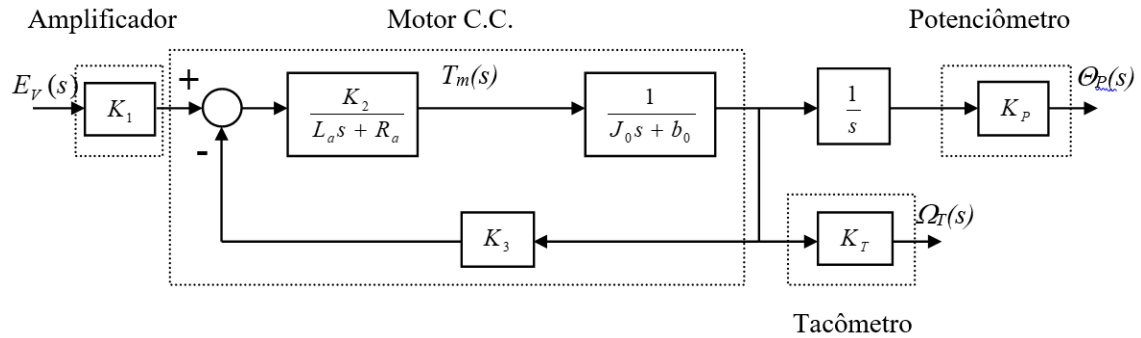 Amplificador
Motor C.C.
Potenciômetro
E_V(s)
K_1
+
-
K_2
L_a s + R_a
T_m(s)
1
J_0 s + b_0
1
s
K_P
Θ_P(s)
K_3
K_T
Ω_T(s)
Tacômetro